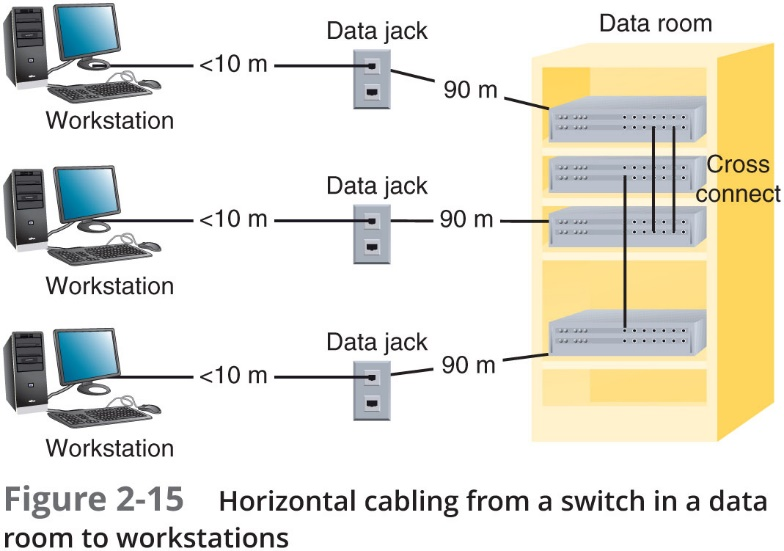 Data jack
Data room
<10 m
90 m
Workstation
Cross
connect
Data jack
<10 m
90 m
Workstation
Data jack
<10 m
90 m
Workstation
Figure 2-15 Horizontal cabling from a switch in a data
room to workstations